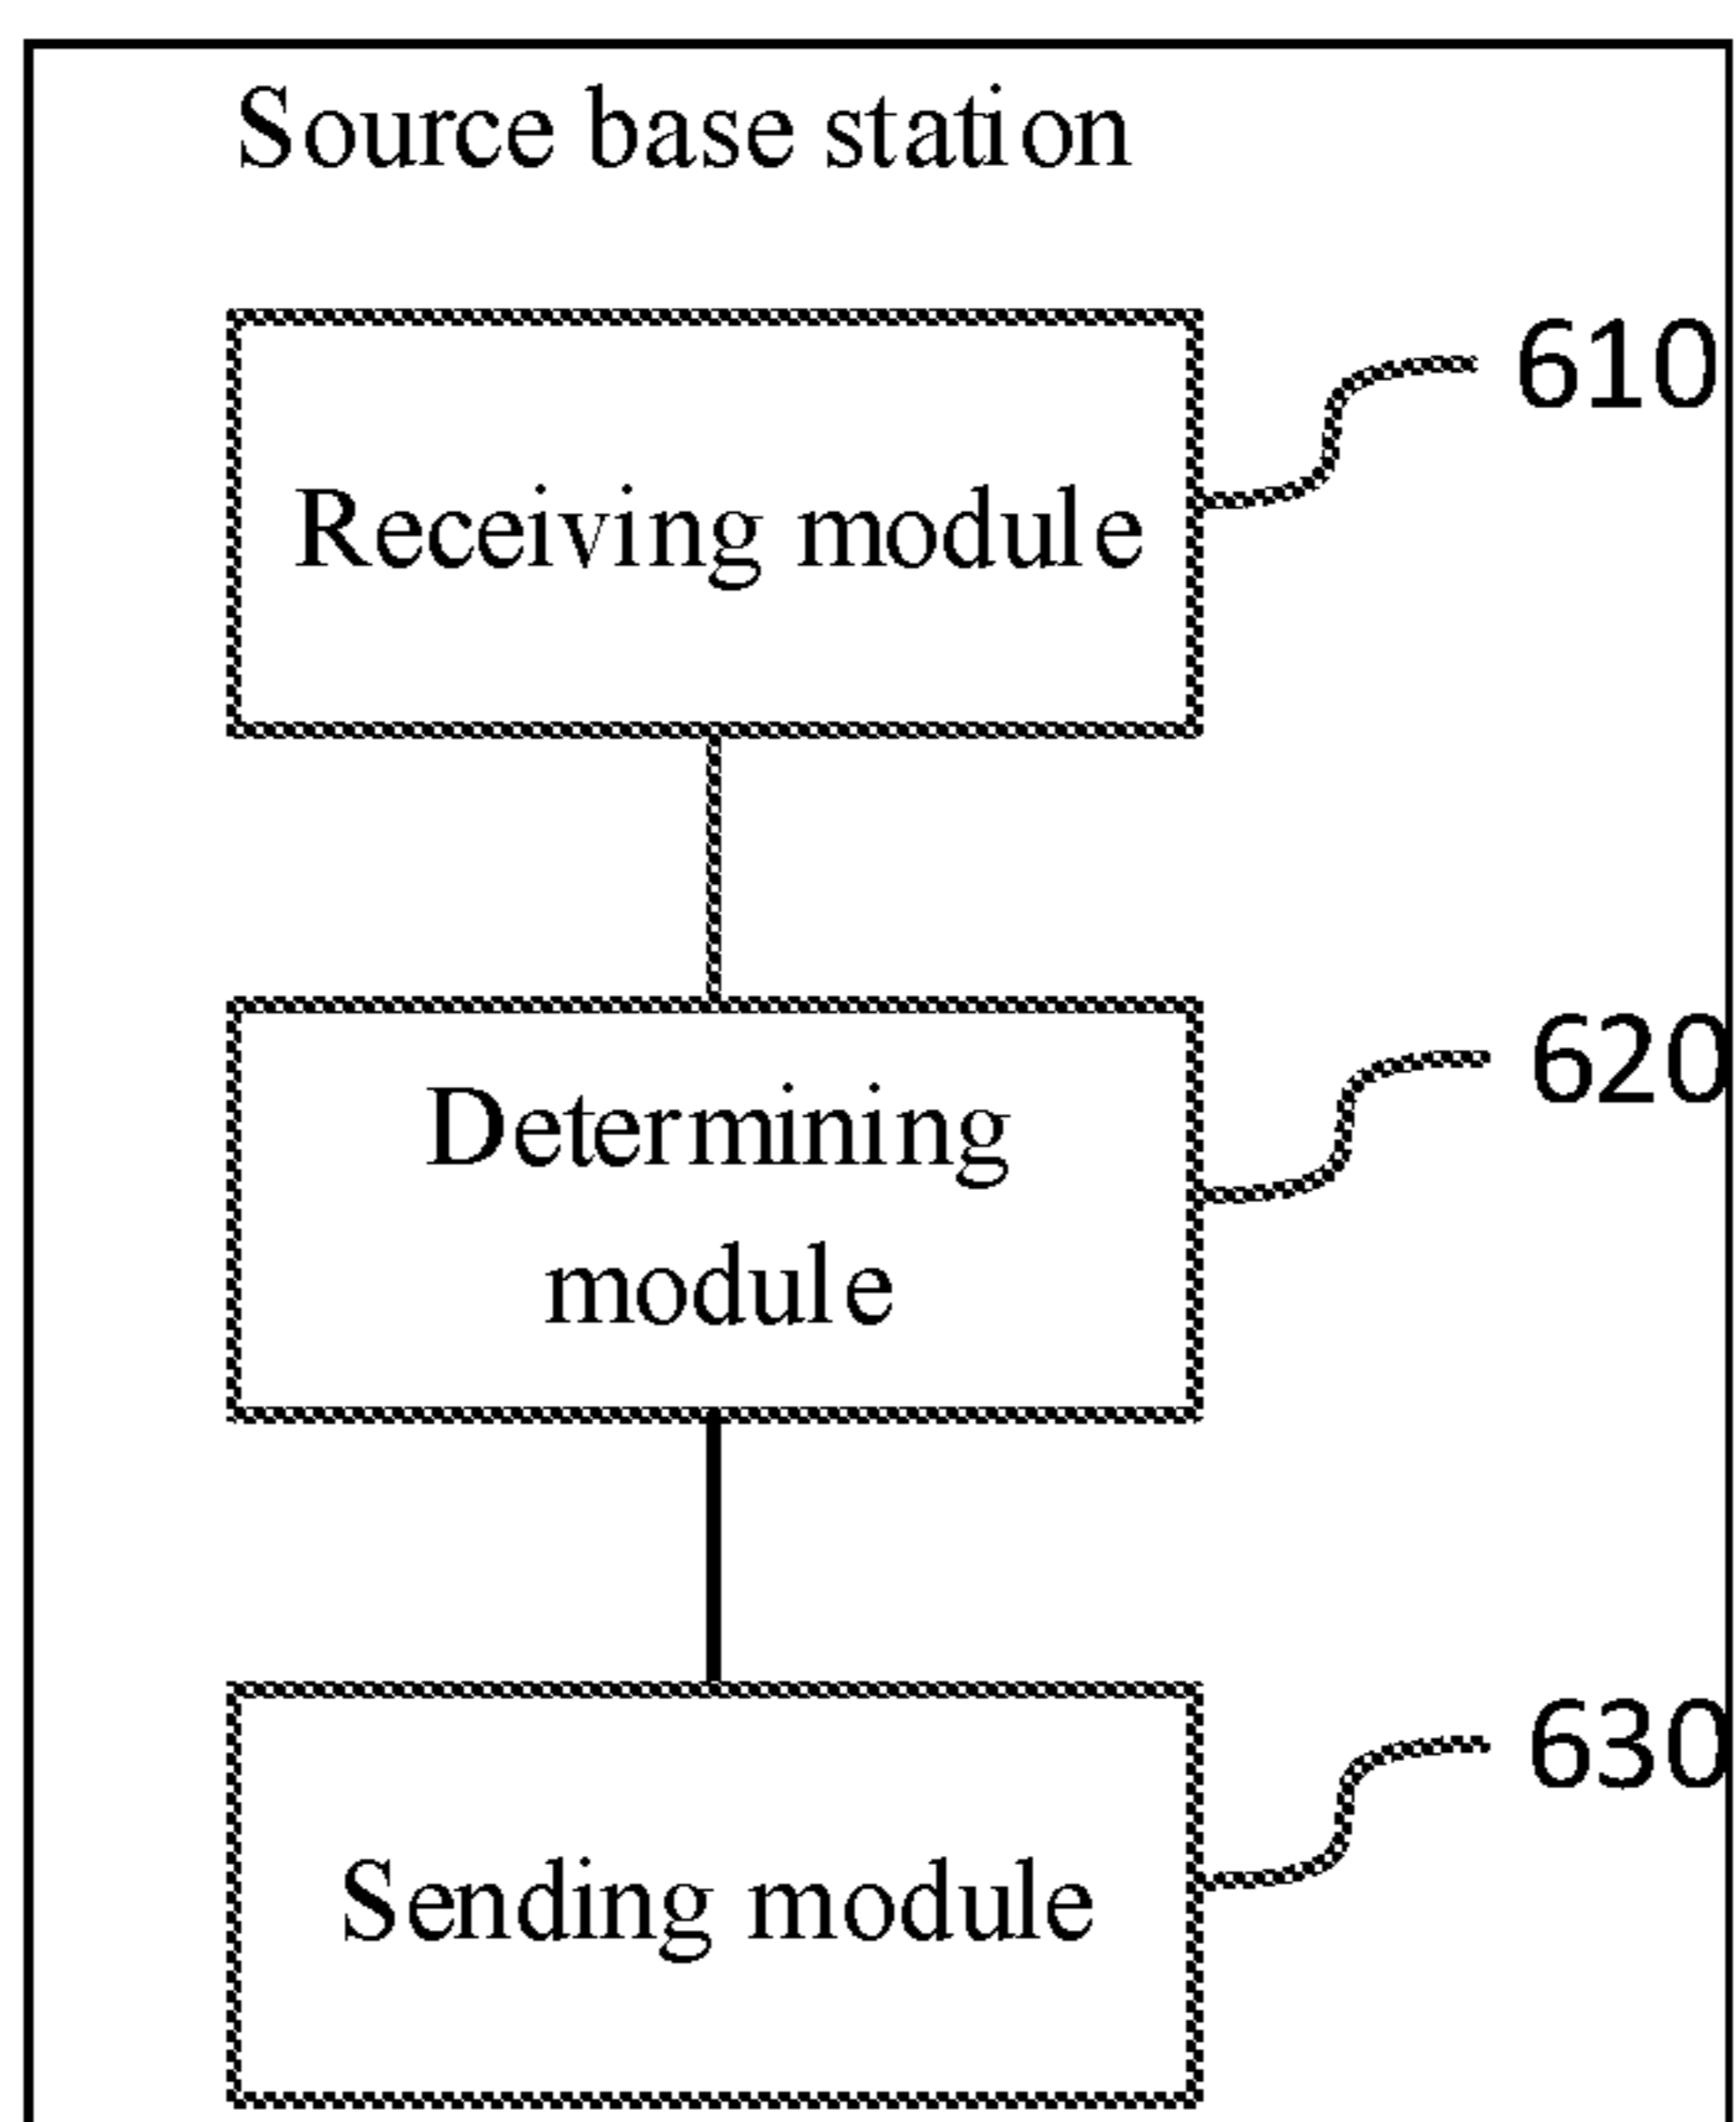 Source base station
610
Receiving module
620
Determining
module
630
Sending module